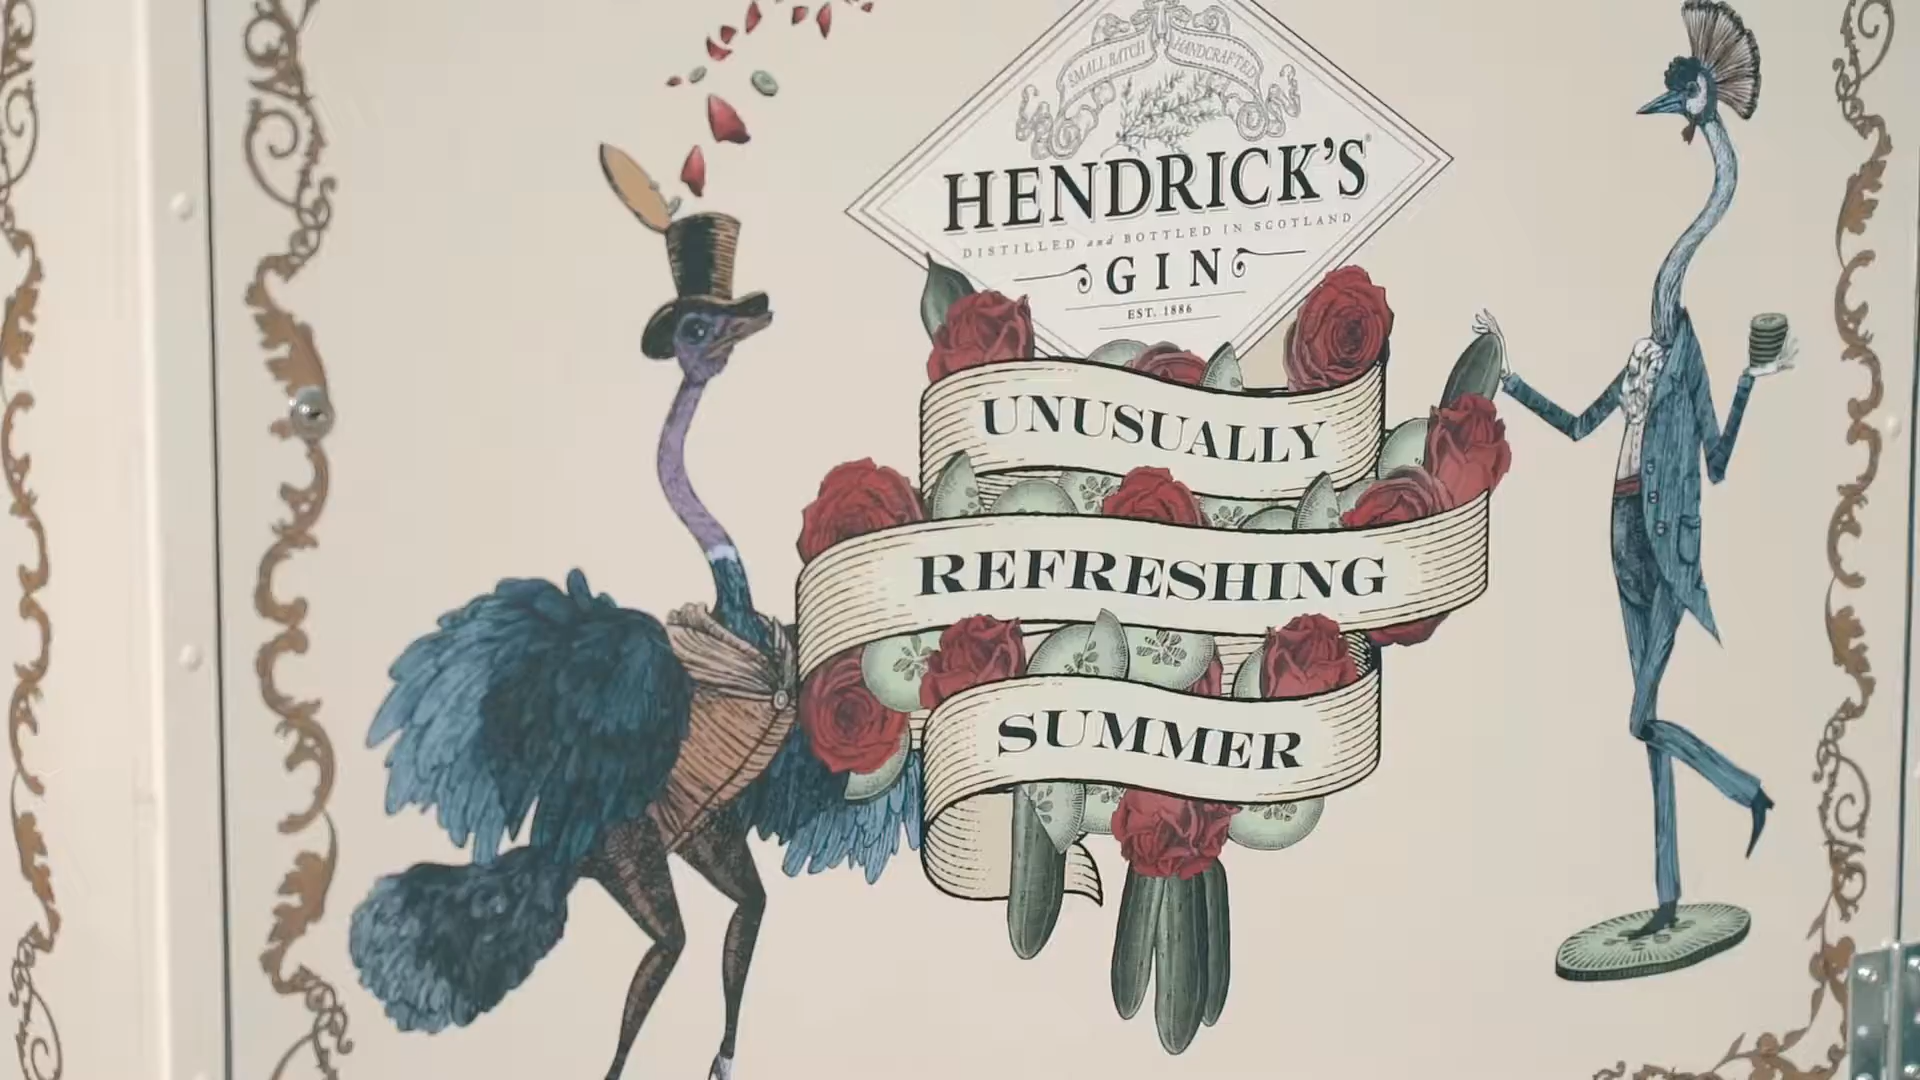 SMALL BATCH HANDCRAFTED
HENDRICK'S
DISTILLED and BOTTLED IN SCOTLAND
GIN
EST. 1886
UNUSUALLY
REFRESHING
SUMMER